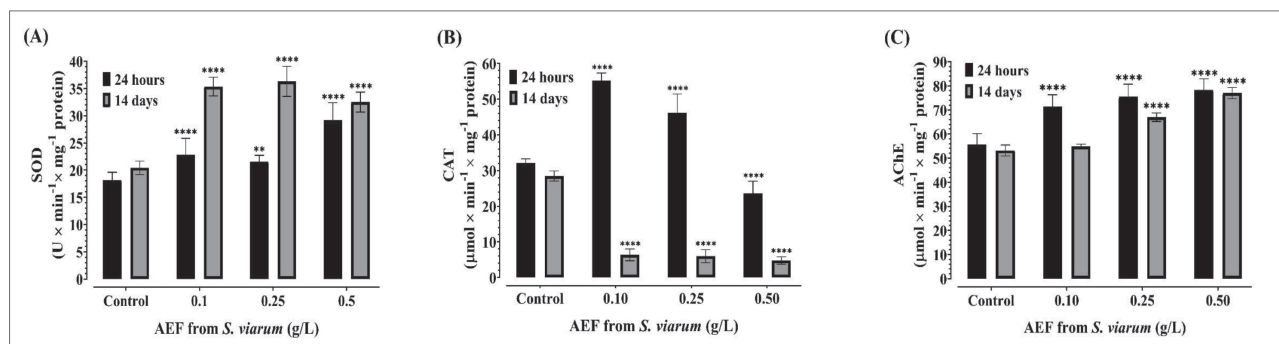 (A)
SOD
(U × min⁻¹ × mg⁻¹ protein)
40
35
30
25
20
15
10
5
0
24 hours
14 days
****
****
**
****
****
****
Control
0.1
0.25
0.5
AEF from S. viarum (g/L)
(B)
CAT
(μmol × min⁻¹ × mg⁻¹ protein)
60
50
40
30
20
10
0
24 hours
14 days
****
****
****
****
****
****
Control
0.10
0.25
0.50
AEF from S. viarum (g/L)
(C)
AChE
(μmol × min⁻¹ × mg⁻¹ protein)
90
80
70
60
50
40
30
20
10
0
24 hours
14 days
****
****
****
****
****
Control
0.10
0.25
0.50
AEF from S. viarum (g/L)